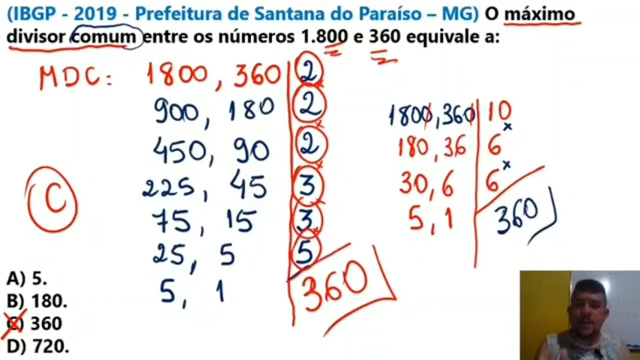 (IBGP - 2019 - Prefeitura de Santana do Paraíso – MG) O máximo
divisor comum entre os números 1.800 e 360 equivale a:
MDC: 1800, 360 | 2
900, 180 | 2
450, 90 | 2
225, 45 | 3
75, 15 | 3
25, 5 | 5
5, 1 | 360
1800, 360 | 10
180, 36 | 6
30, 6 | 6
5, 1 | 360
C
A) 5.
B) 180.
C) 360
D) 720.